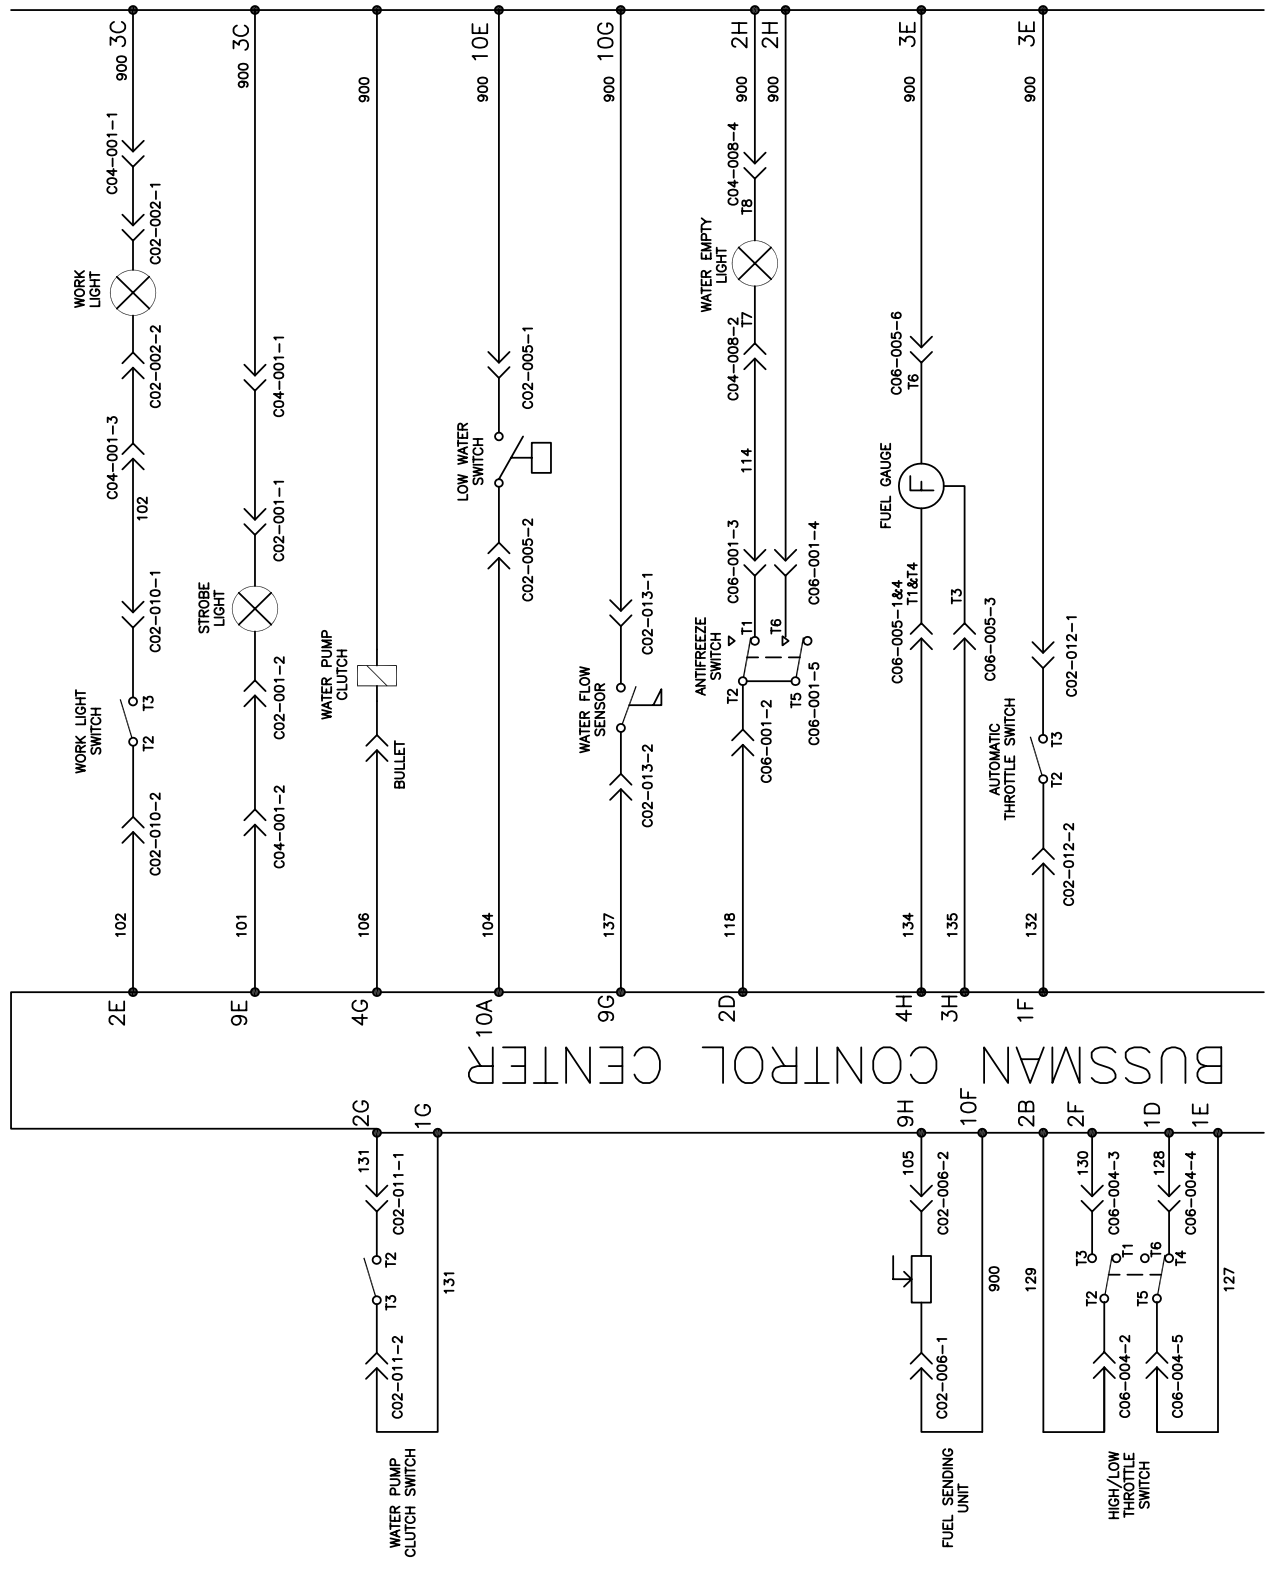 3C
900
C04-001-1
C02-002-1
WORK
LIGHT
C02-002-2
C04-001-3
102
C02-010-1
T3
WORK LIGHT
SWITCH
T2
C02-010-2
102
2E
3C
900
C04-001-1
C02-001-1
STROBE
LIGHT
C02-001-2
C04-001-2
101
9E
900
WATER PUMP
CLUTCH
BULLET
106
4G
10E
900
C02-005-1
LOW WATER
SWITCH
C02-005-2
104
10A
10G
900
C02-013-1
WATER FLOW
SENSOR
C02-013-2
137
9G
2H
2H
900
900
C04-008-4
T8
WATER EMPTY
LIGHT
T7
C04-008-2
114
C06-001-3
C06-001-4
T1
T6
ANTIFREEZE
SWITCH
T2
T5
C06-001-5
C06-001-2
118
2D
3E
900
C06-005-6
T6
FUEL GAUGE
F
T1&T4
C06-005-1&4
T3
C06-005-3
134
135
4H
3H
3E
900
C02-012-1
T3
AUTOMATIC
THROTTLE SWITCH
T2
C02-012-2
132
1F
BUSSMAN CONTROL CENTER
2G
1G
131
C02-011-1
T2
T3
131
C02-011-2
WATER PUMP
CLUTCH SWITCH
9H
10F
105
C02-006-2
900
C02-006-1
FUEL SENDING
UNIT
2B
2F
1D
1E
130
C06-004-3
128
C06-004-4
T3
T1
T6
T4
129
T2
T5
127
C06-004-2
C06-004-5
HIGH/LOW
THROTTLE
SWITCH